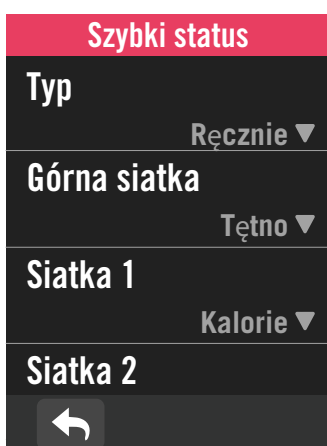 Szybki status
Typ
Ręcznie ▼
Górna siatka
Tętno ▼
Siatka 1
Kalorie ▼
Siatka 2